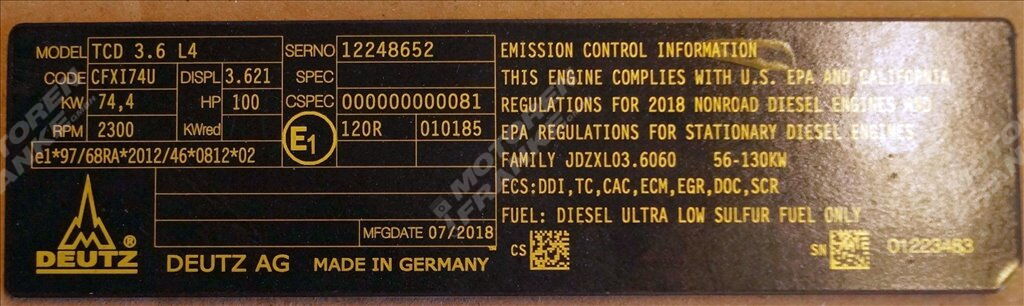 MODEL TCD 3.6 L4
CODE CFXI74U DISPL 3.621
KW 74,4 HP 100
RPM 2300 KWred
e1*97/68RA*2012/46*0812*02
SERNO 12248652
SPEC
CSPEC 000000000081
E1 120R 010185
MFGDATE 07/2018
DEUTZ ®
DEUTZ AG MADE IN GERMANY
EMISSION CONTROL INFORMATION
THIS ENGINE COMPLIES WITH U.S. EPA AND CALIFORNIA
REGULATIONS FOR 2018 NONROAD DIESEL ENGINES AND
EPA REGULATIONS FOR STATIONARY DIESEL ENGINES
FAMILY JDZXL03.6060 56-130KW
ECS:DDI,TC,CAC,ECM,EGR,DOC,SCR
FUEL: DIESEL ULTRA LOW SULFUR FUEL ONLY
CS SN 01223483
MOTOREN
FRANKE